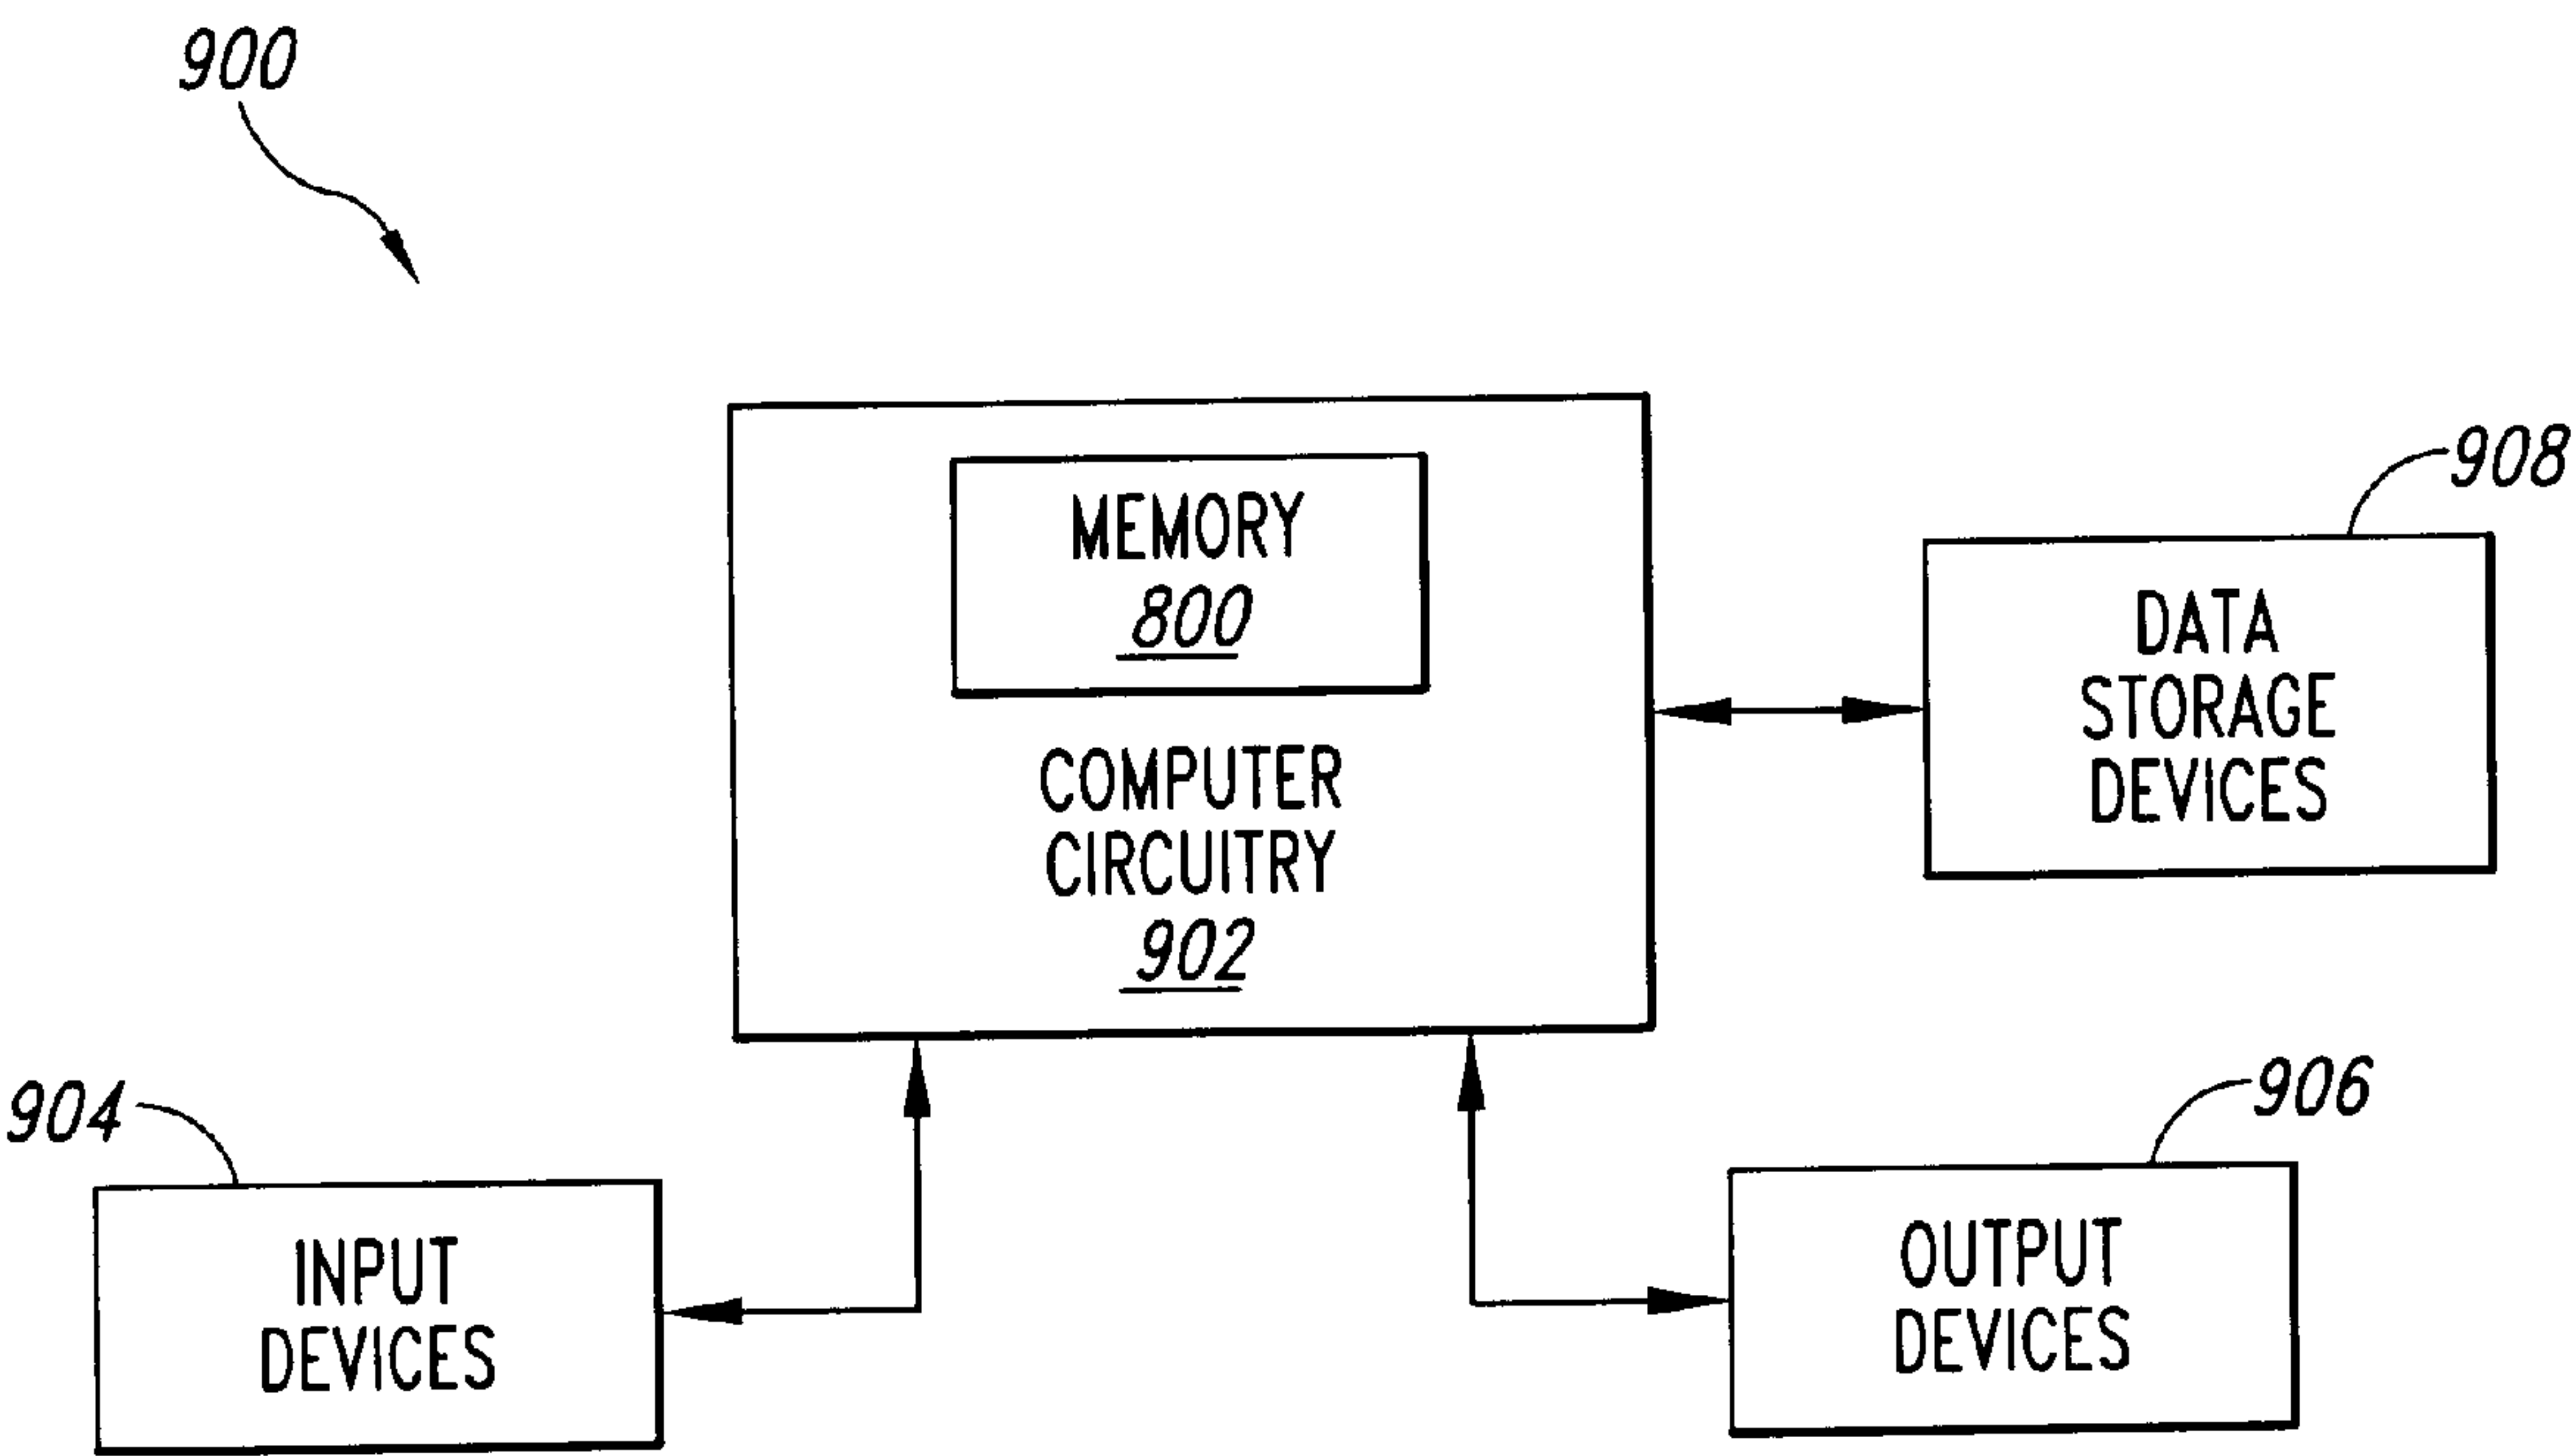 900
MEMORY
800
COMPUTER
CIRCUITRY
902
908
DATA
STORAGE
DEVICES
904
INPUT
DEVICES
906
OUTPUT
DEVICES